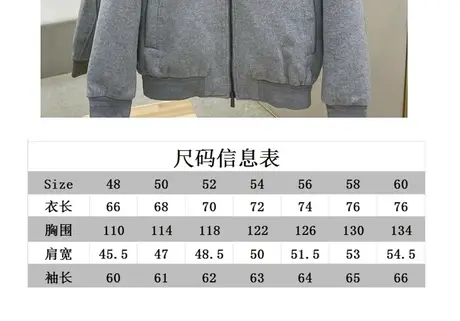 尺码信息表
Size 48 50 52 54 56 58 60
衣长 66 68 70 72 74 76 76
胸围 110 114 118 122 126 130 134
肩宽 45.5 47 48.5 50 51.5 53 54.5
袖长 60 61 62 63 64 65 66